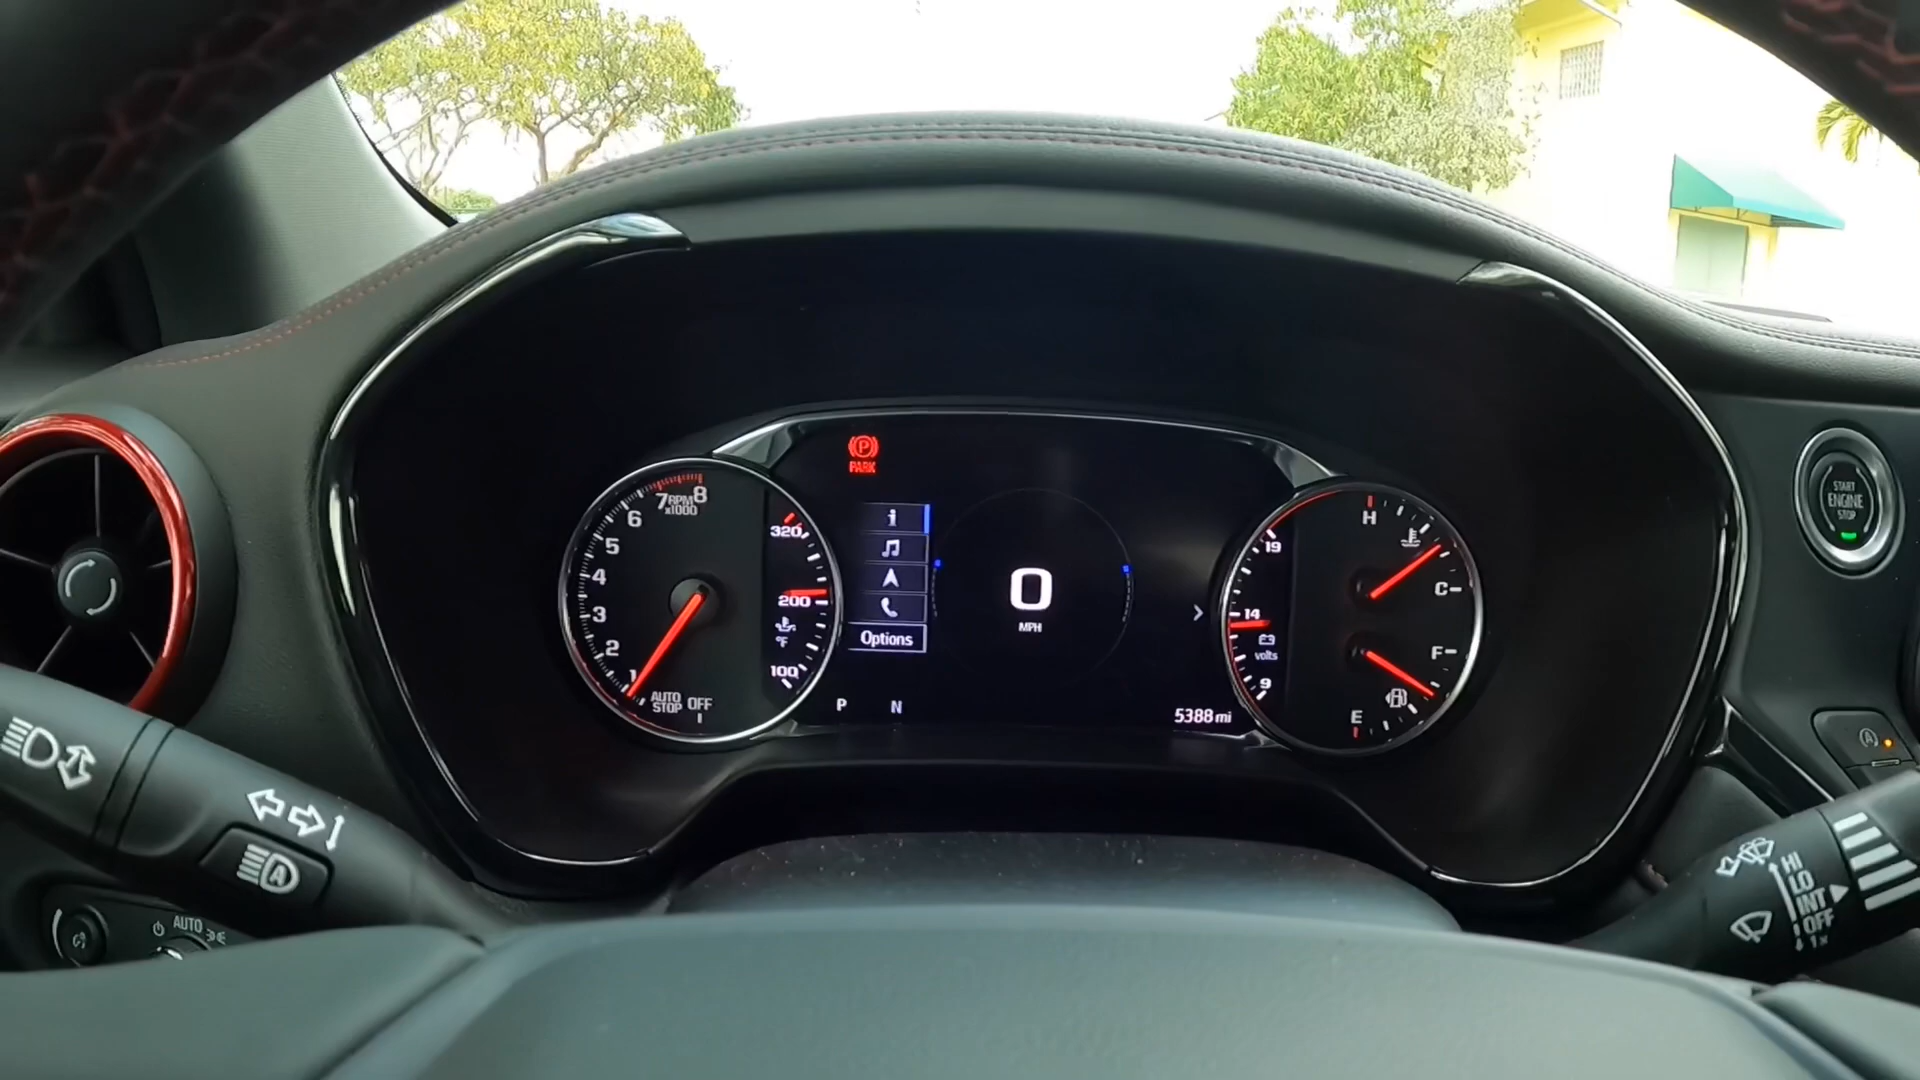 PARK
7 RPM 8
x1000
6
5
4
3
2
1
AUTO
STOP
OFF
320
200
°F
100
Options
0
MPH
P N
5388 mi
19
14
volts
9
H
C
F
E
START
ENGINE
STOP
A
A
AUTO
HI
LO
INT
OFF
1x